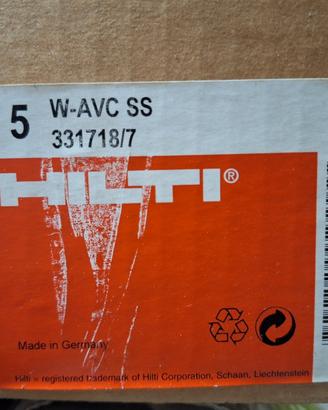 5 W-AVC SS
331718/7
HILTI®
Made in Germany
Hilti = registered trademark of Hilti Corporation, Schaan, Liechtenstein